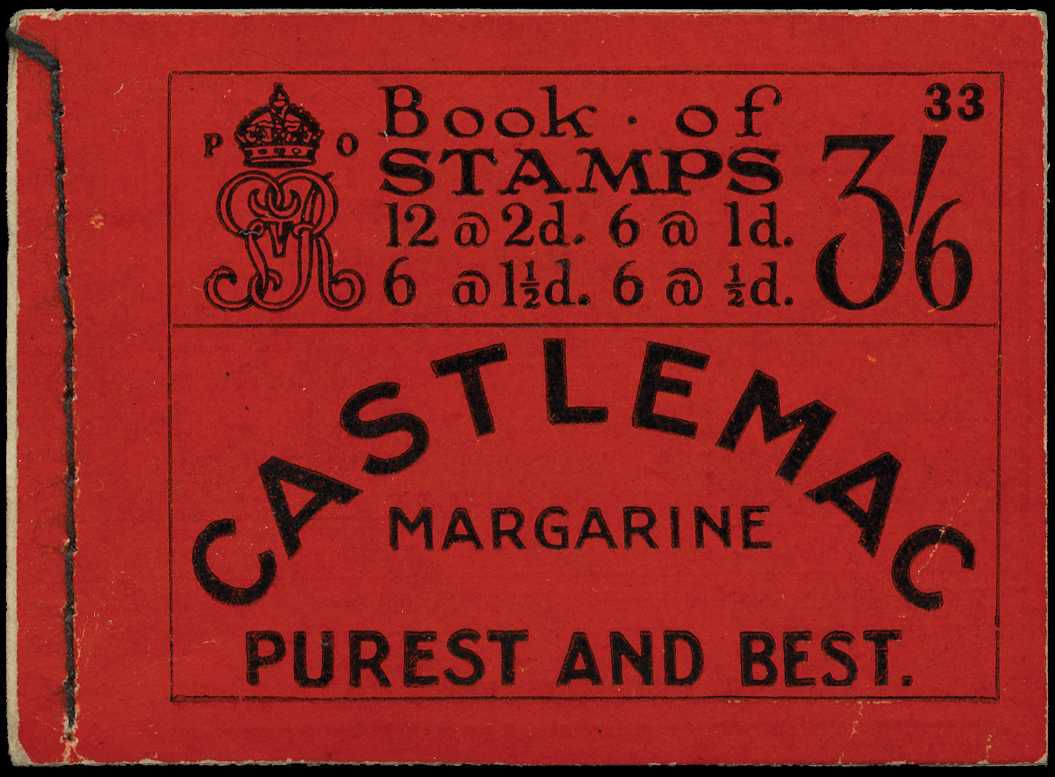 33
P O
GVR
Book · of
STAMPS
12 @ 2d. 6 @ 1d.
6 @ 1½d. 6 @ ½d.
3/6
CASTLEMAC
MARGARINE
PUREST AND BEST.